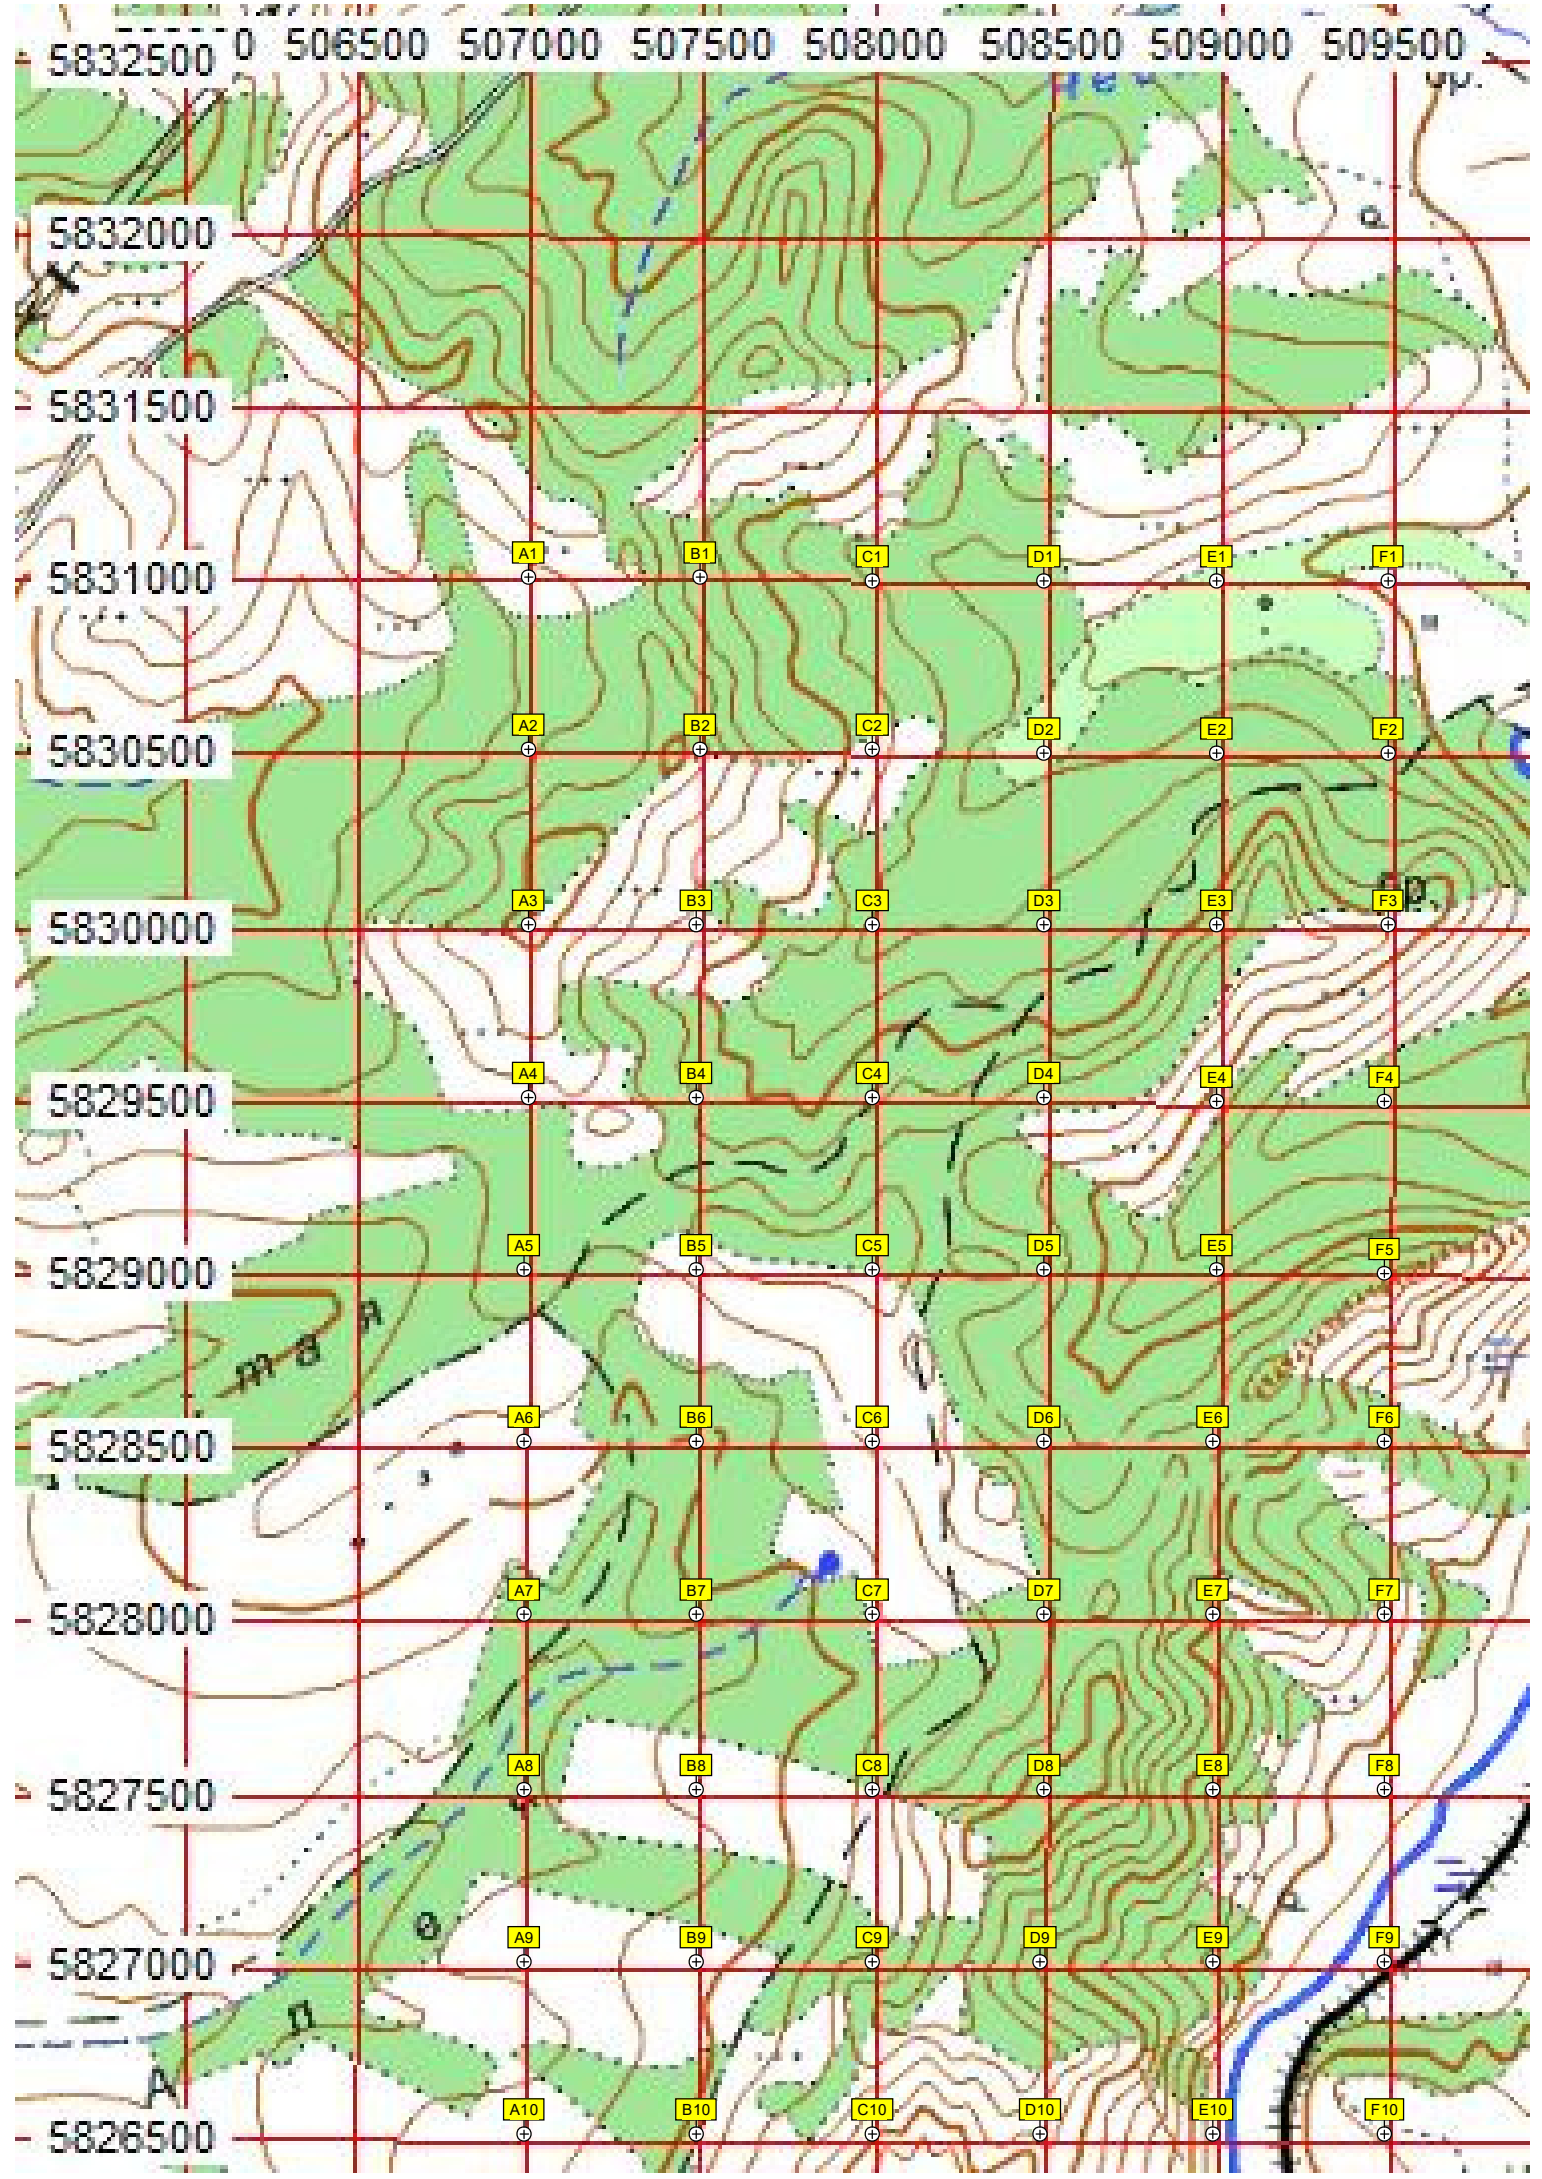 0 506500 507000 507500 508000 508500 509000 509500
5832500
5832000
5831500
A1 B1 C1 D1 E1 F1
5831000
A2 B2 C2 D2 E2 F2
5830500
ор.
A3 B3 C3 D3 E3 F3
5830000
A4 B4 C4 D4 E4 F4
5829500
A5 B5 C5 D5 E5 F5
5829000
л
т а
A6 B6 C6 D6 E6 F6
5828500
A7 B7 C7 D7 E7 F7
5828000
A8 B8 C8 D8 E8 F8
5827500
р
A9 B9 C9 D9 E9 F9
5827000
п
А
A10 B10 C10 D10 E10 F10
5826500